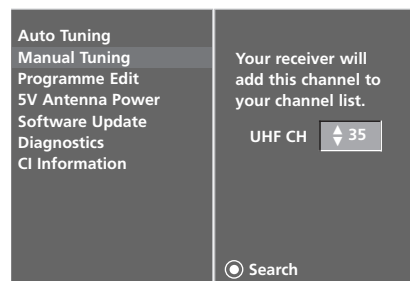 Auto Tuning
Manual Tuning
Programme Edit
5V Antenna Power
Software Update
Diagnostics
CI Information
Your receiver will
add this channel to
your channel list.
UHF CH 35
Search